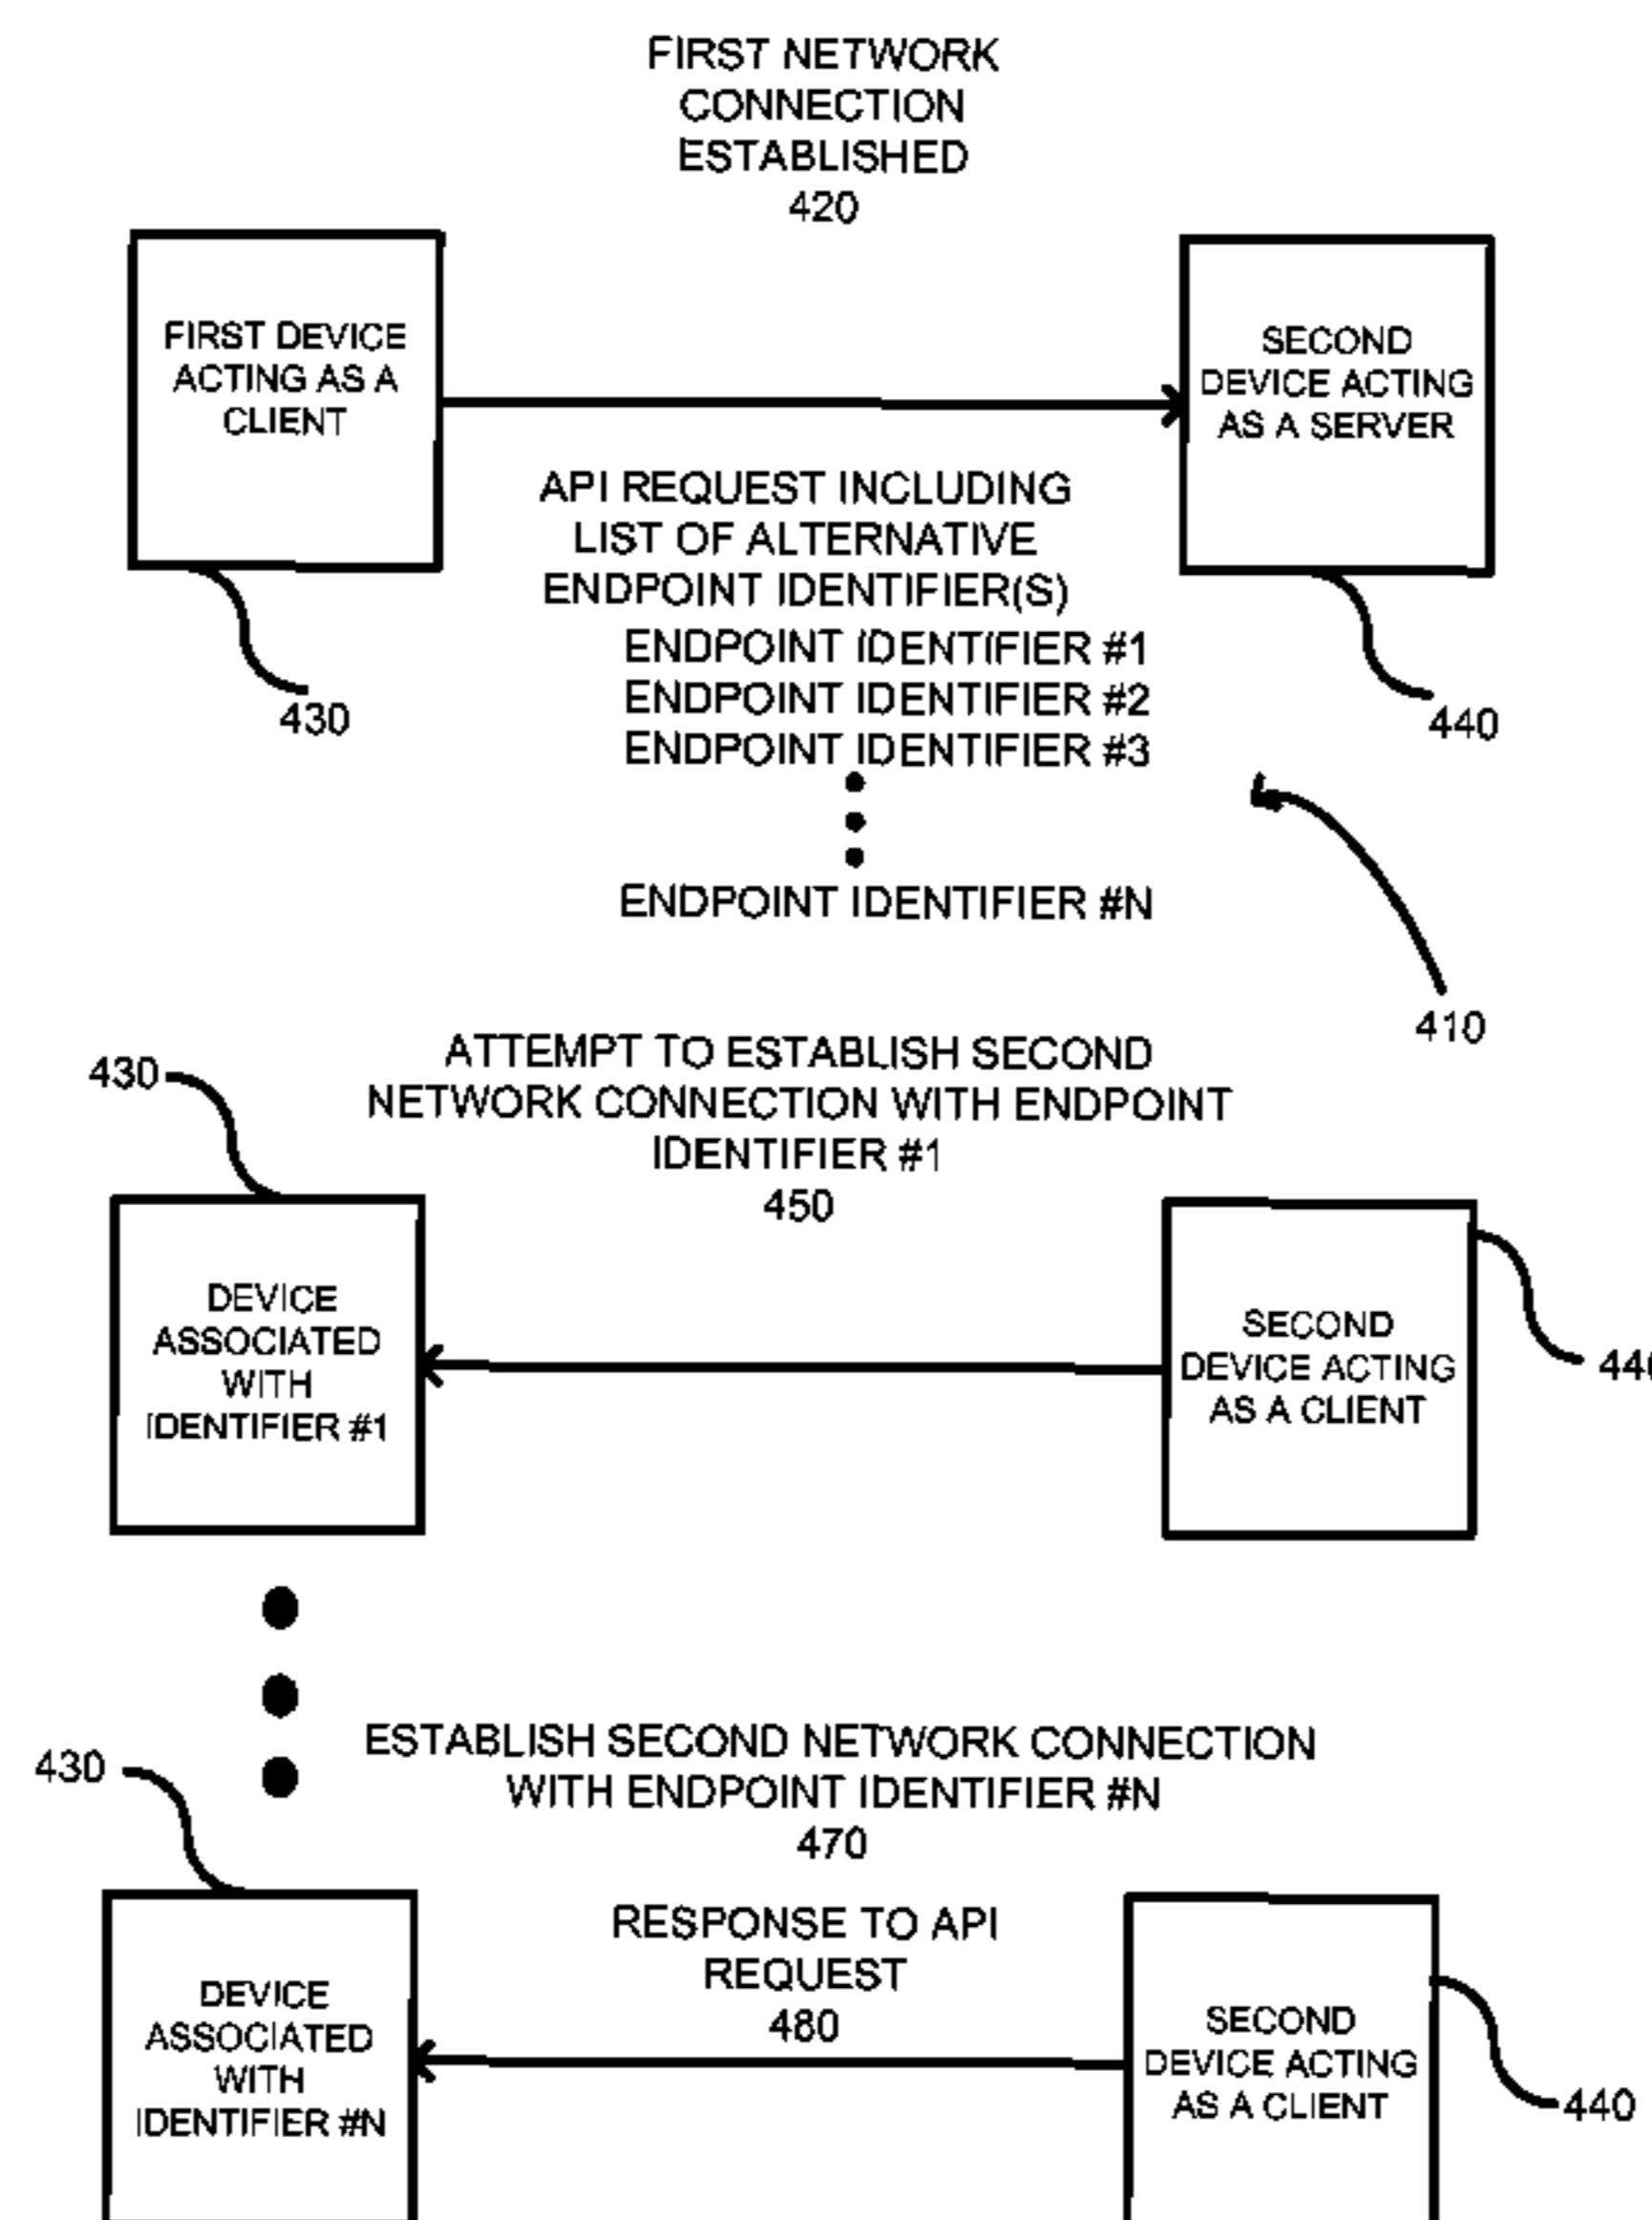 FIRST NETWORK
CONNECTION
ESTABLISHED
420
FIRST DEVICE
ACTING AS A
CLIENT
SECOND
DEVICE ACTING
AS A SERVER
API REQUEST INCLUDING
LIST OF ALTERNATIVE
ENDPOINT IDENTIFIER(S)
ENDPOINT IDENTIFIER #1
ENDPOINT IDENTIFIER #2
ENDPOINT IDENTIFIER #3
ENDPOINT IDENTIFIER #N
430
440
410
ATTEMPT TO ESTABLISH SECOND
NETWORK CONNECTION WITH ENDPOINT
IDENTIFIER #1
450
430
DEVICE
ASSOCIATED
WITH
IDENTIFIER #1
SECOND
DEVICE ACTING
AS A CLIENT
440
ESTABLISH SECOND NETWORK CONNECTION
WITH ENDPOINT IDENTIFIER #N
470
430
RESPONSE TO API
REQUEST
480
DEVICE
ASSOCIATED
WITH
IDENTIFIER #N
SECOND
DEVICE ACTING
AS A CLIENT
440